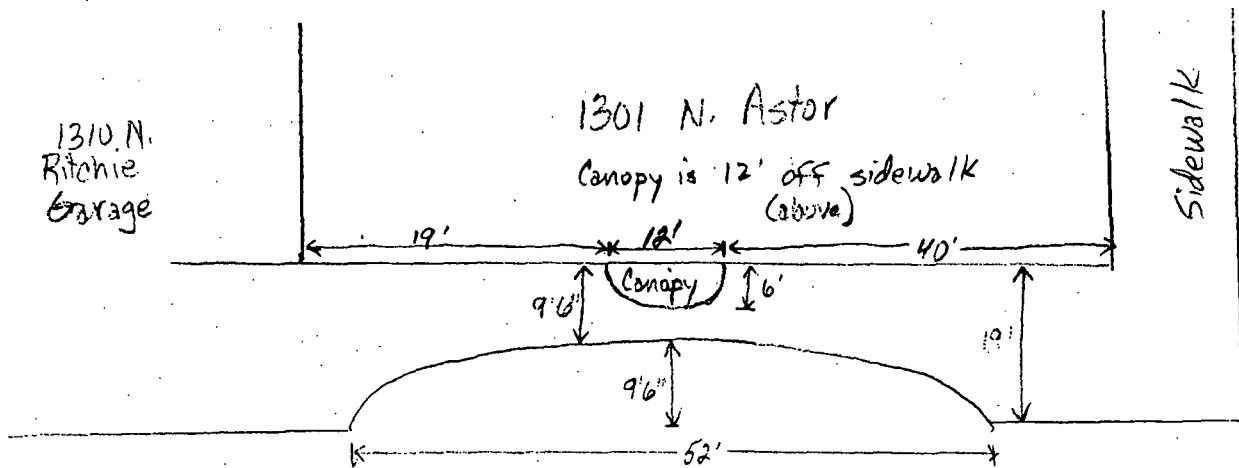 1301 N. Astor
Canopy is 12' off sidewalk
(above)
1310 N.
Ritchie
Garage
Sidewalk
19'
12'
40'
Canopy
6'
9'6"
19'
9'6"
52'